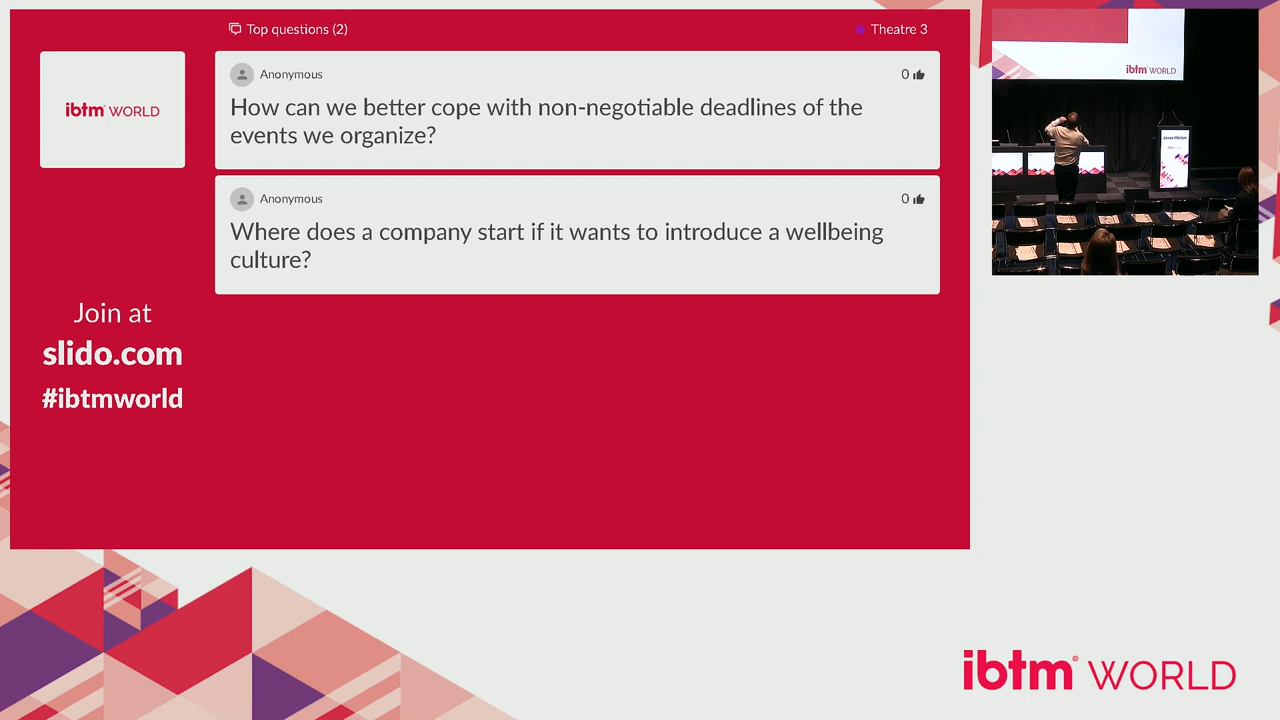 Top questions (2)
Theatre 3
ibtm WORLD
Anonymous
0
How can we better cope with non-negotiable deadlines of the
events we organize?
Anonymous
0
Where does a company start if it wants to introduce a wellbeing
culture?
Join at
slido.com
#ibtmworld
ibtm WORLD
ibtm® WORLD